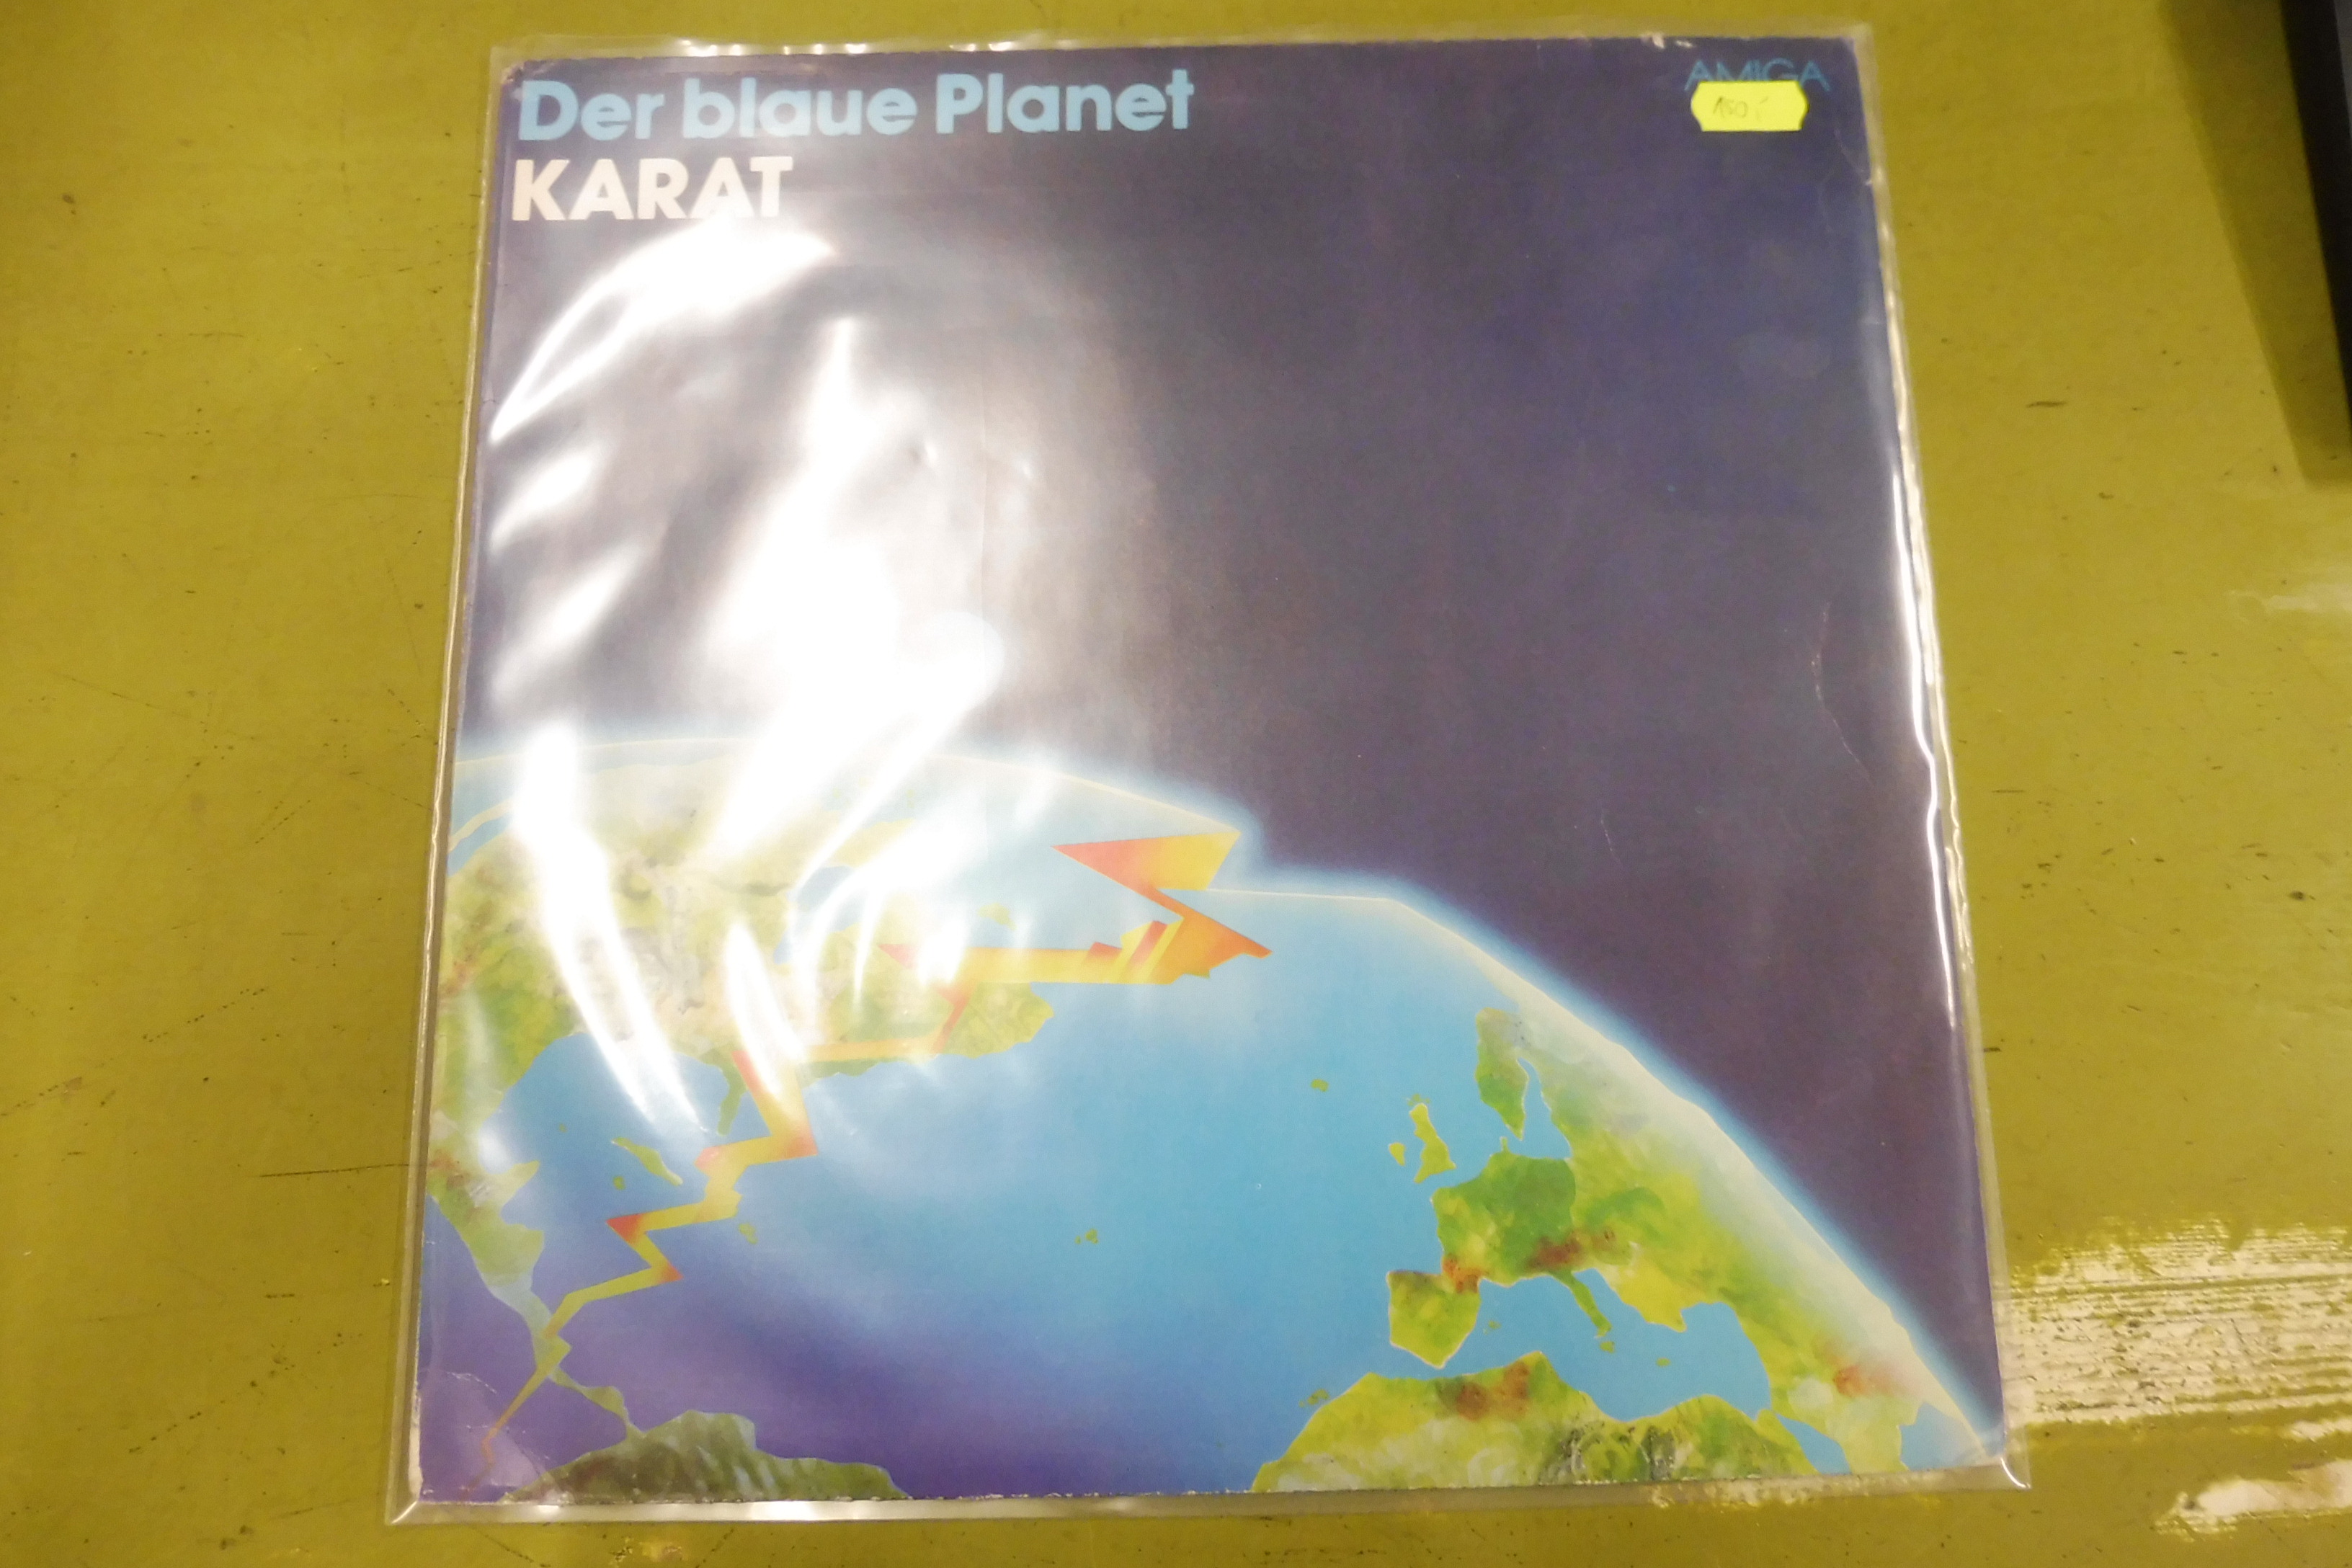 Der blaue Planet
KARAT
AMIGA